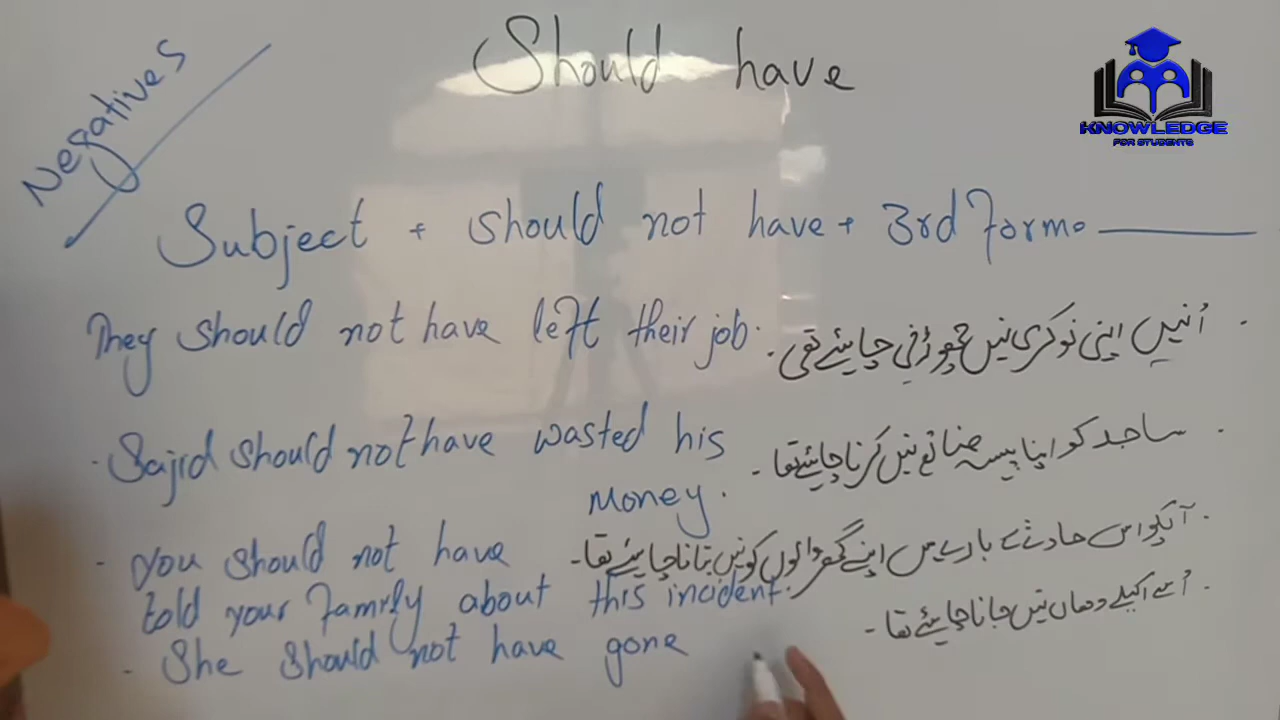 Should have
Negatives
KNOWLEDGE
FOR STUDENTS
Subject + should not have + 3rd Form.
They should not have left their job.
اُنہیں اپنی نوکری نہیں چھوڑنی چاہیئے تھی۔
Sajid should not have wasted his
money.
ساجد کو اپنا پیسہ ضائع نہیں کرنا چاہیئے تھا۔
You should not have
told your family about this incident.
آپکو اس حادثے کے بارے میں اپنے گھر والوں کو نہیں بتانا چاہیئے تھا۔
She should not have gone
اُسے اکیلے وہاں نہیں جانا چاہیئے تھا۔